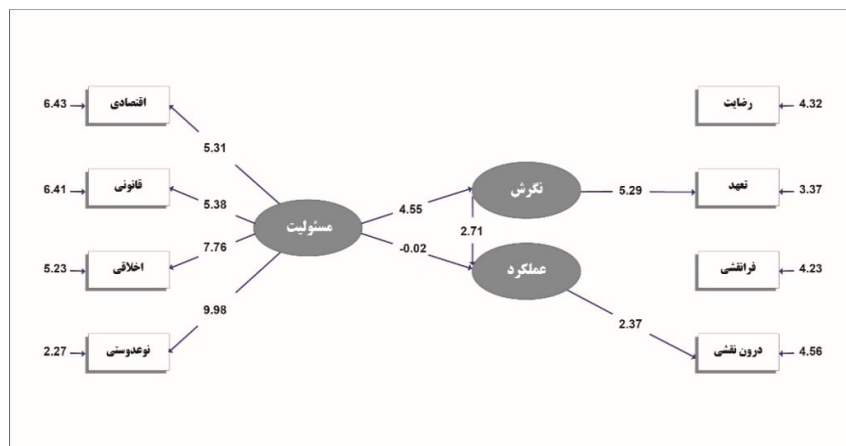 6.43
اقتصادی
رضایت
4.32
5.31
6.41
قانونی
نگرش
5.29
تعهد
3.37
5.38
4.55
مسئولیت
2.71
-0.02
7.76
5.23
اخلاقی
عملکرد
فرانقشی
4.23
9.98
2.37
2.27
نوعدوستی
درون نقشی
4.56